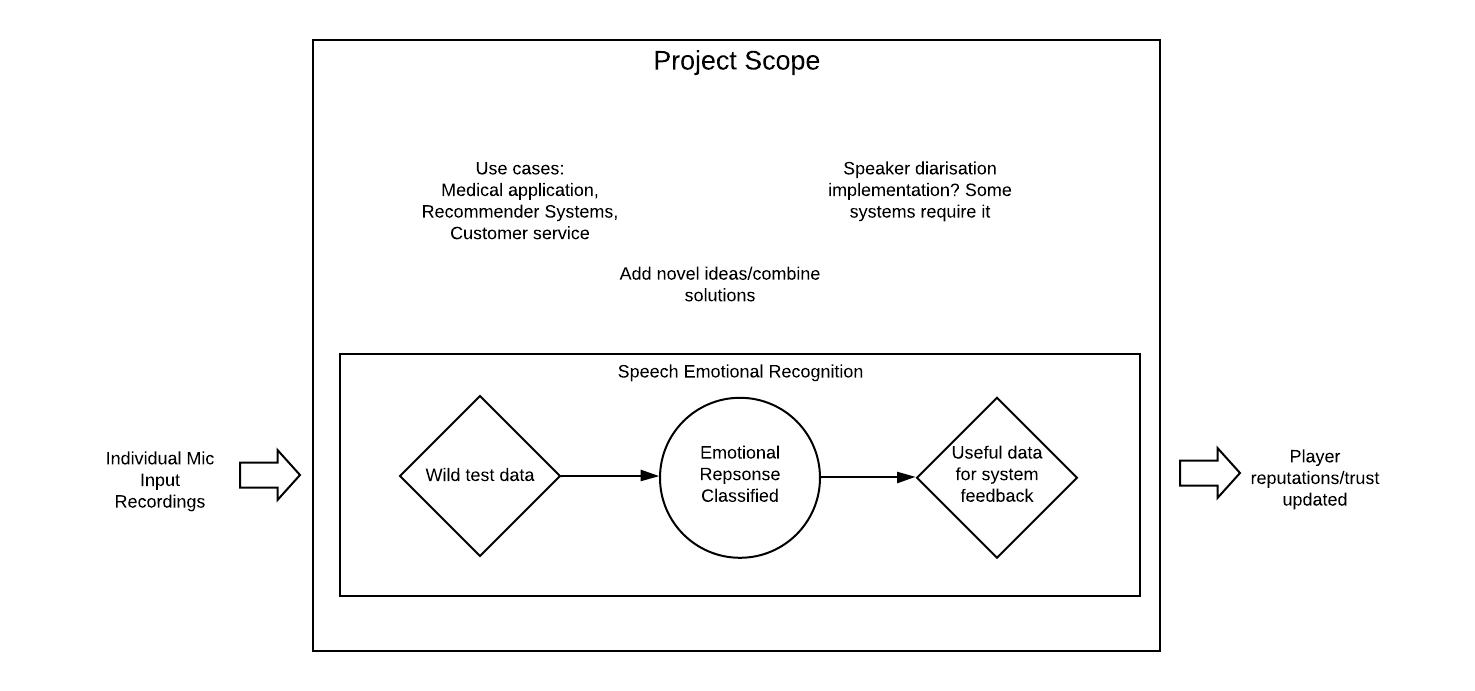 Project Scope
Use cases:
Medical application,
Recommender Systems,
Customer service
Speaker diarisation
implementation? Some
systems require it
Add novel ideas/combine
solutions
Speech Emotional Recognition
Individual Mic
Input
Recordings
Wild test data
Emotional
Repsonse
Classified
Useful data
for system
feedback
Player
reputations/trust
updated